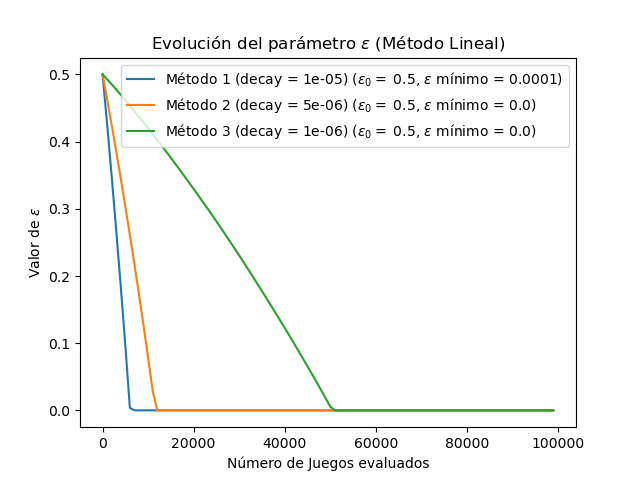 Evolución del parámetro ε (Método Lineal)
Método 1 (decay = 1e-05) (ε₀ = 0.5, ε mínimo = 0.0001)
Método 2 (decay = 5e-06) (ε₀ = 0.5, ε mínimo = 0.0)
Método 3 (decay = 1e-06) (ε₀ = 0.5, ε mínimo = 0.0)
Valor de ε
0.5
0.4
0.3
0.2
0.1
0.0
0 20000 40000 60000 80000 100000
Número de Juegos evaluados